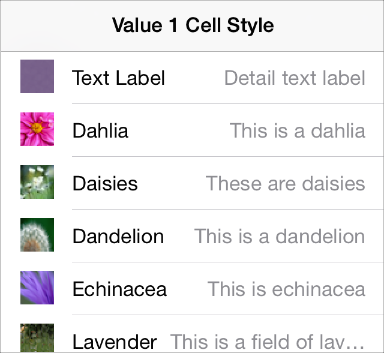 Value 1 Cell Style
Text Label Detail text label
Dahlia This is a dahlia
Daisies These are daisies
Dandelion This is a dandelion
Echinacea This is echinacea
Lavender This is a field of lav…